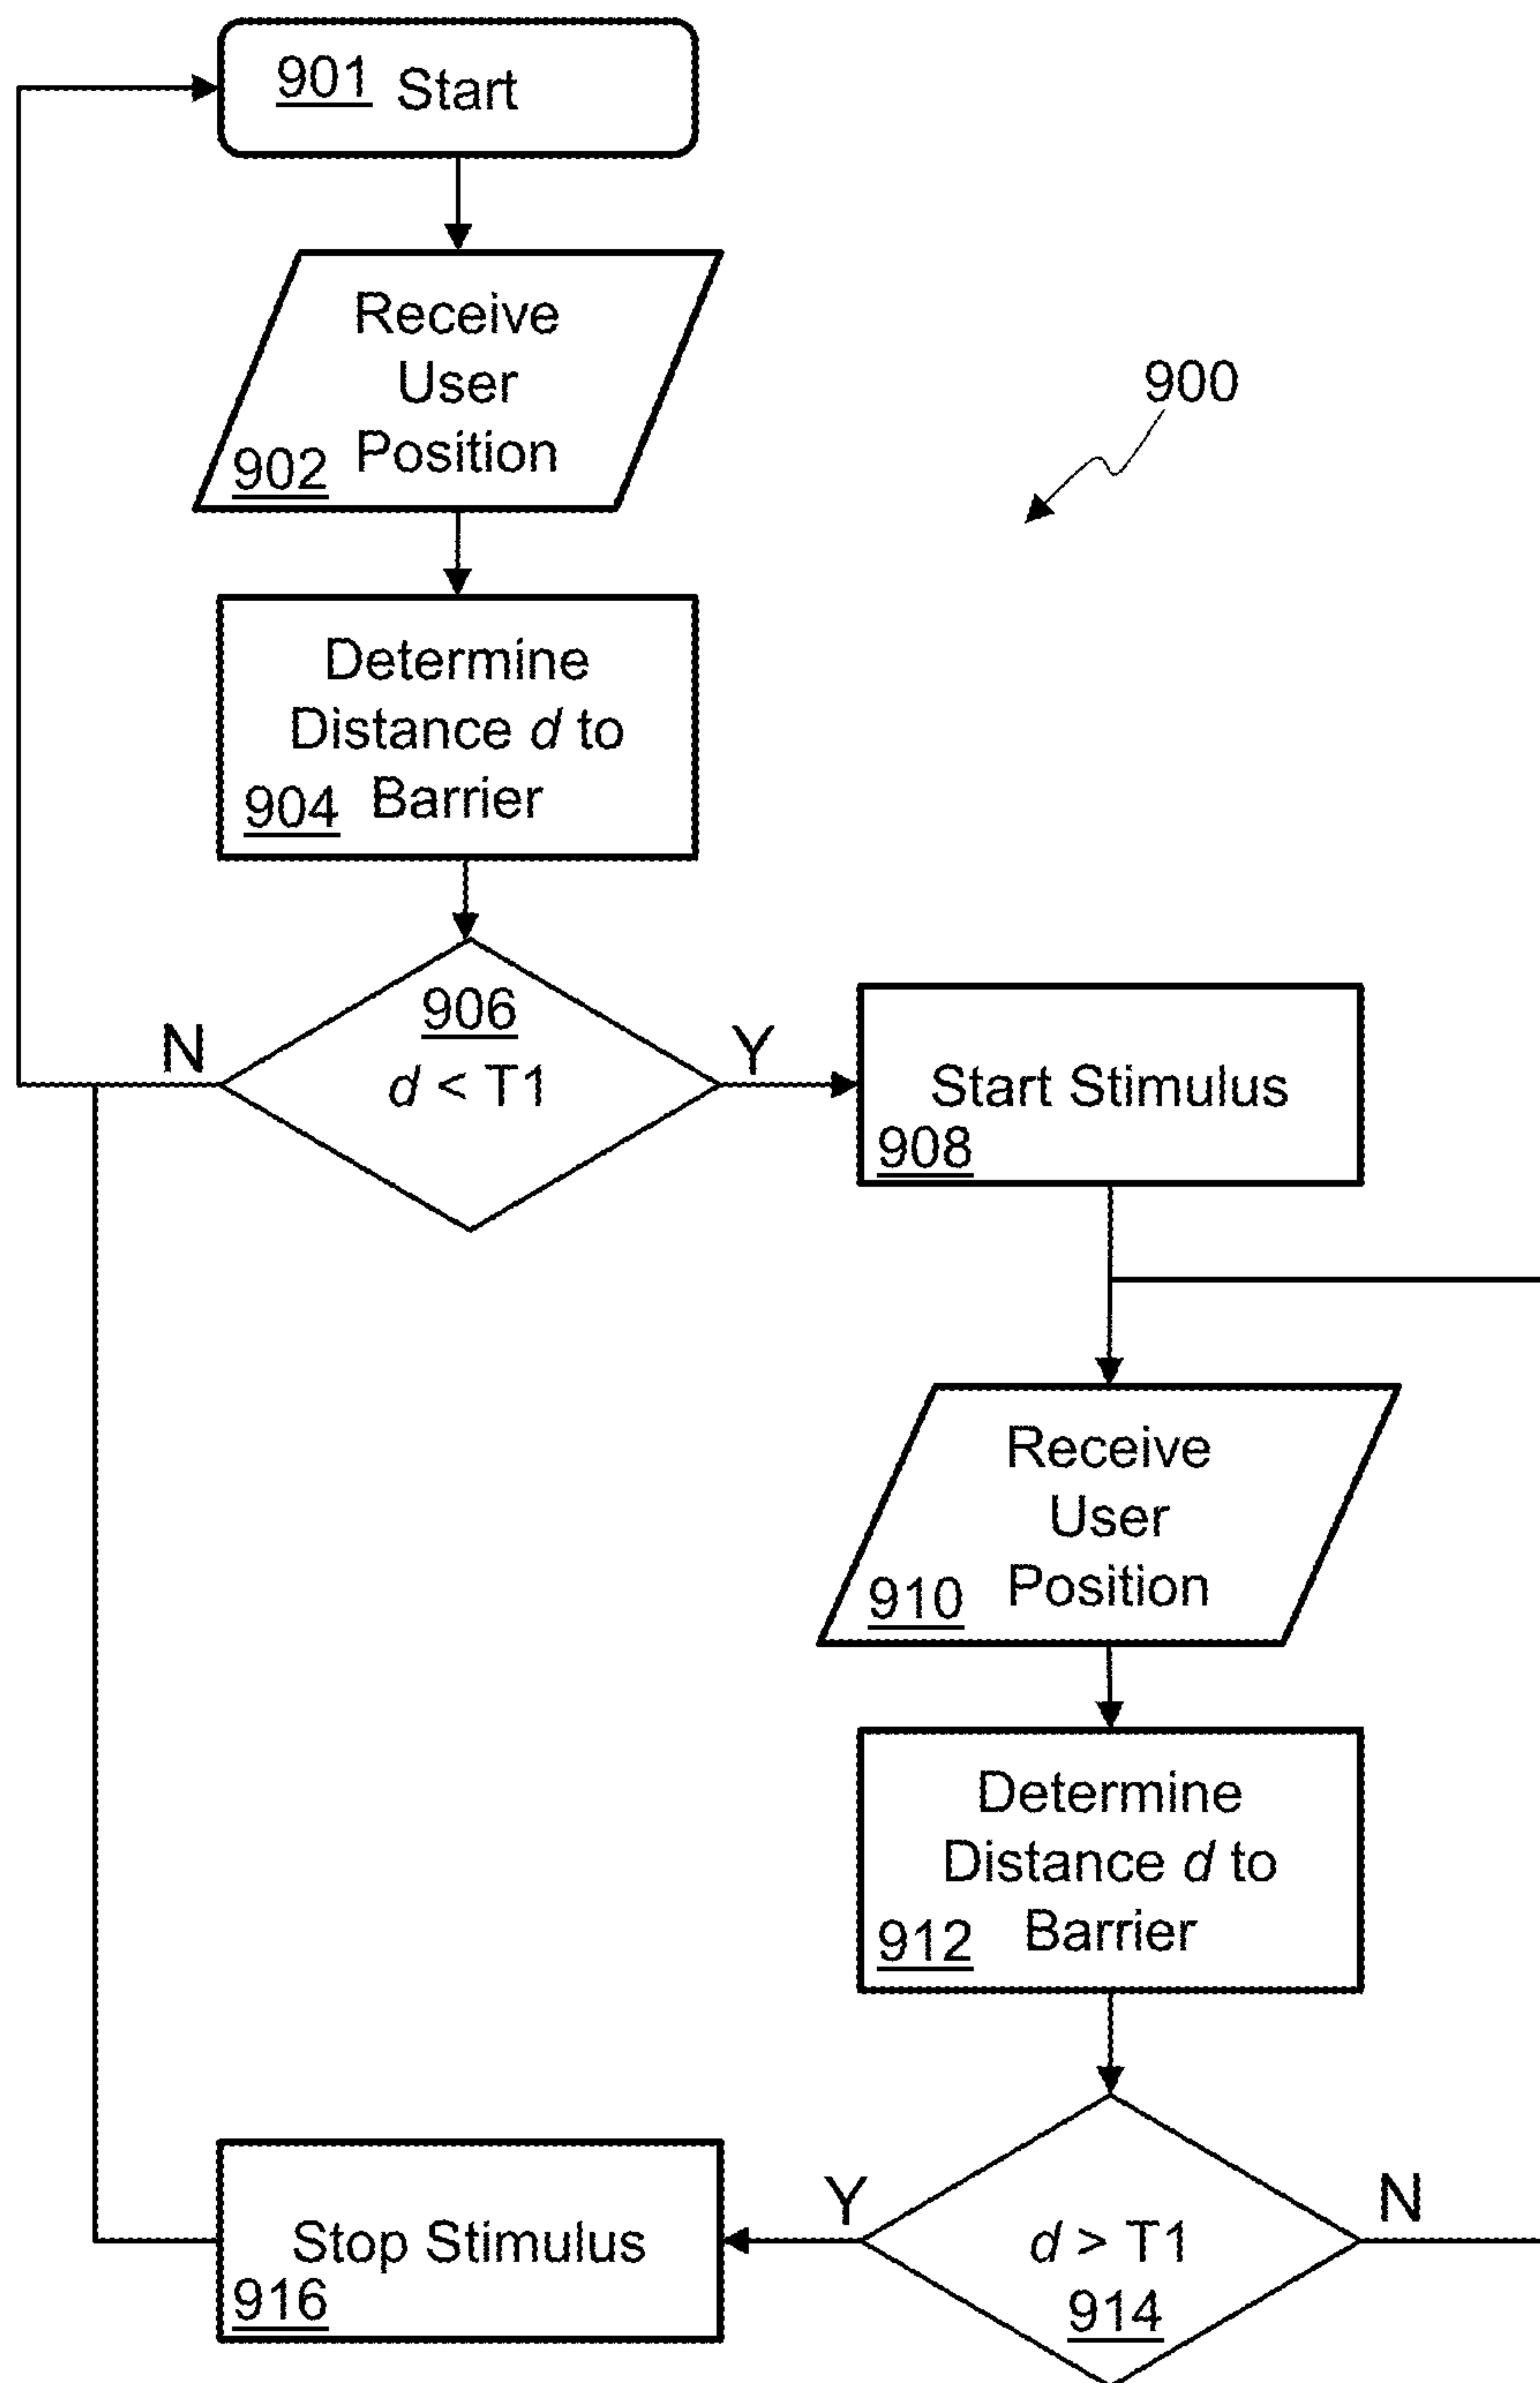 901 Start
Receive
User
Position
902
900
Determine
Distance d to
Barrier
904
906
d < T1
N
Y
Start Stimulus
908
Receive
User
Position
910
Determine
Distance d to
Barrier
912
d > T1
914
Y
N
Stop Stimulus
916